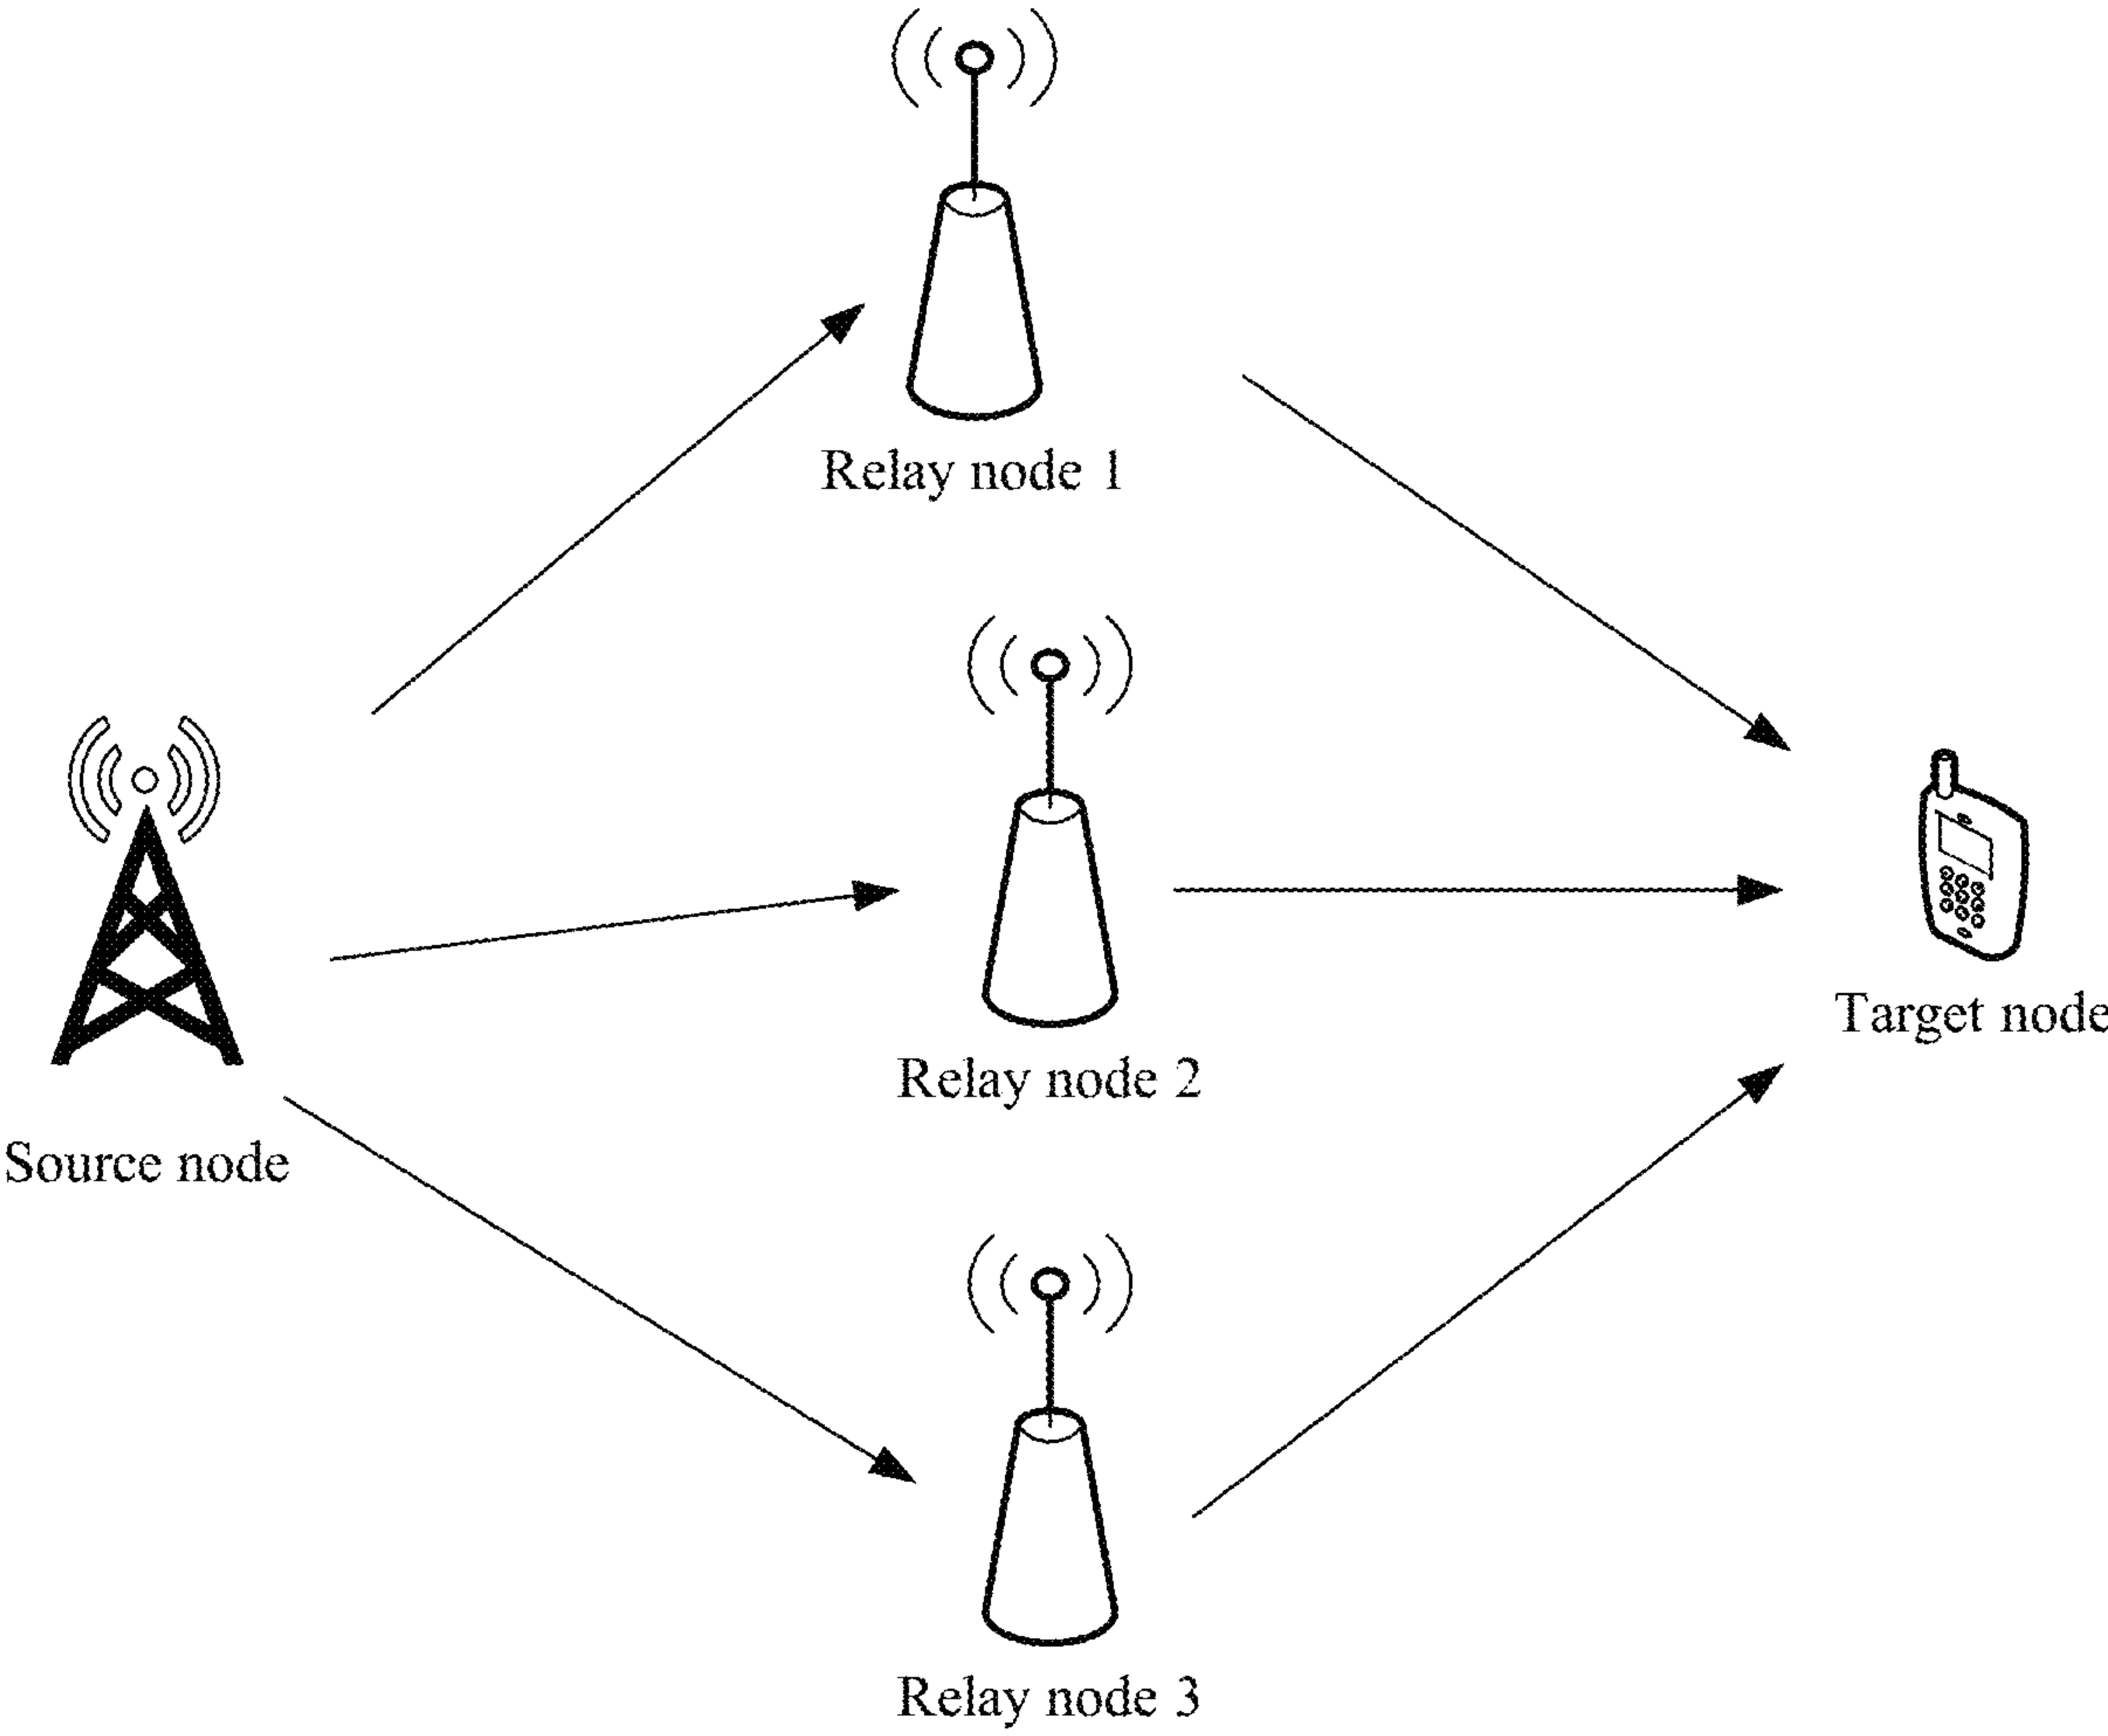 Relay node 1
Relay node 2
Target node
Source node
Relay node 3